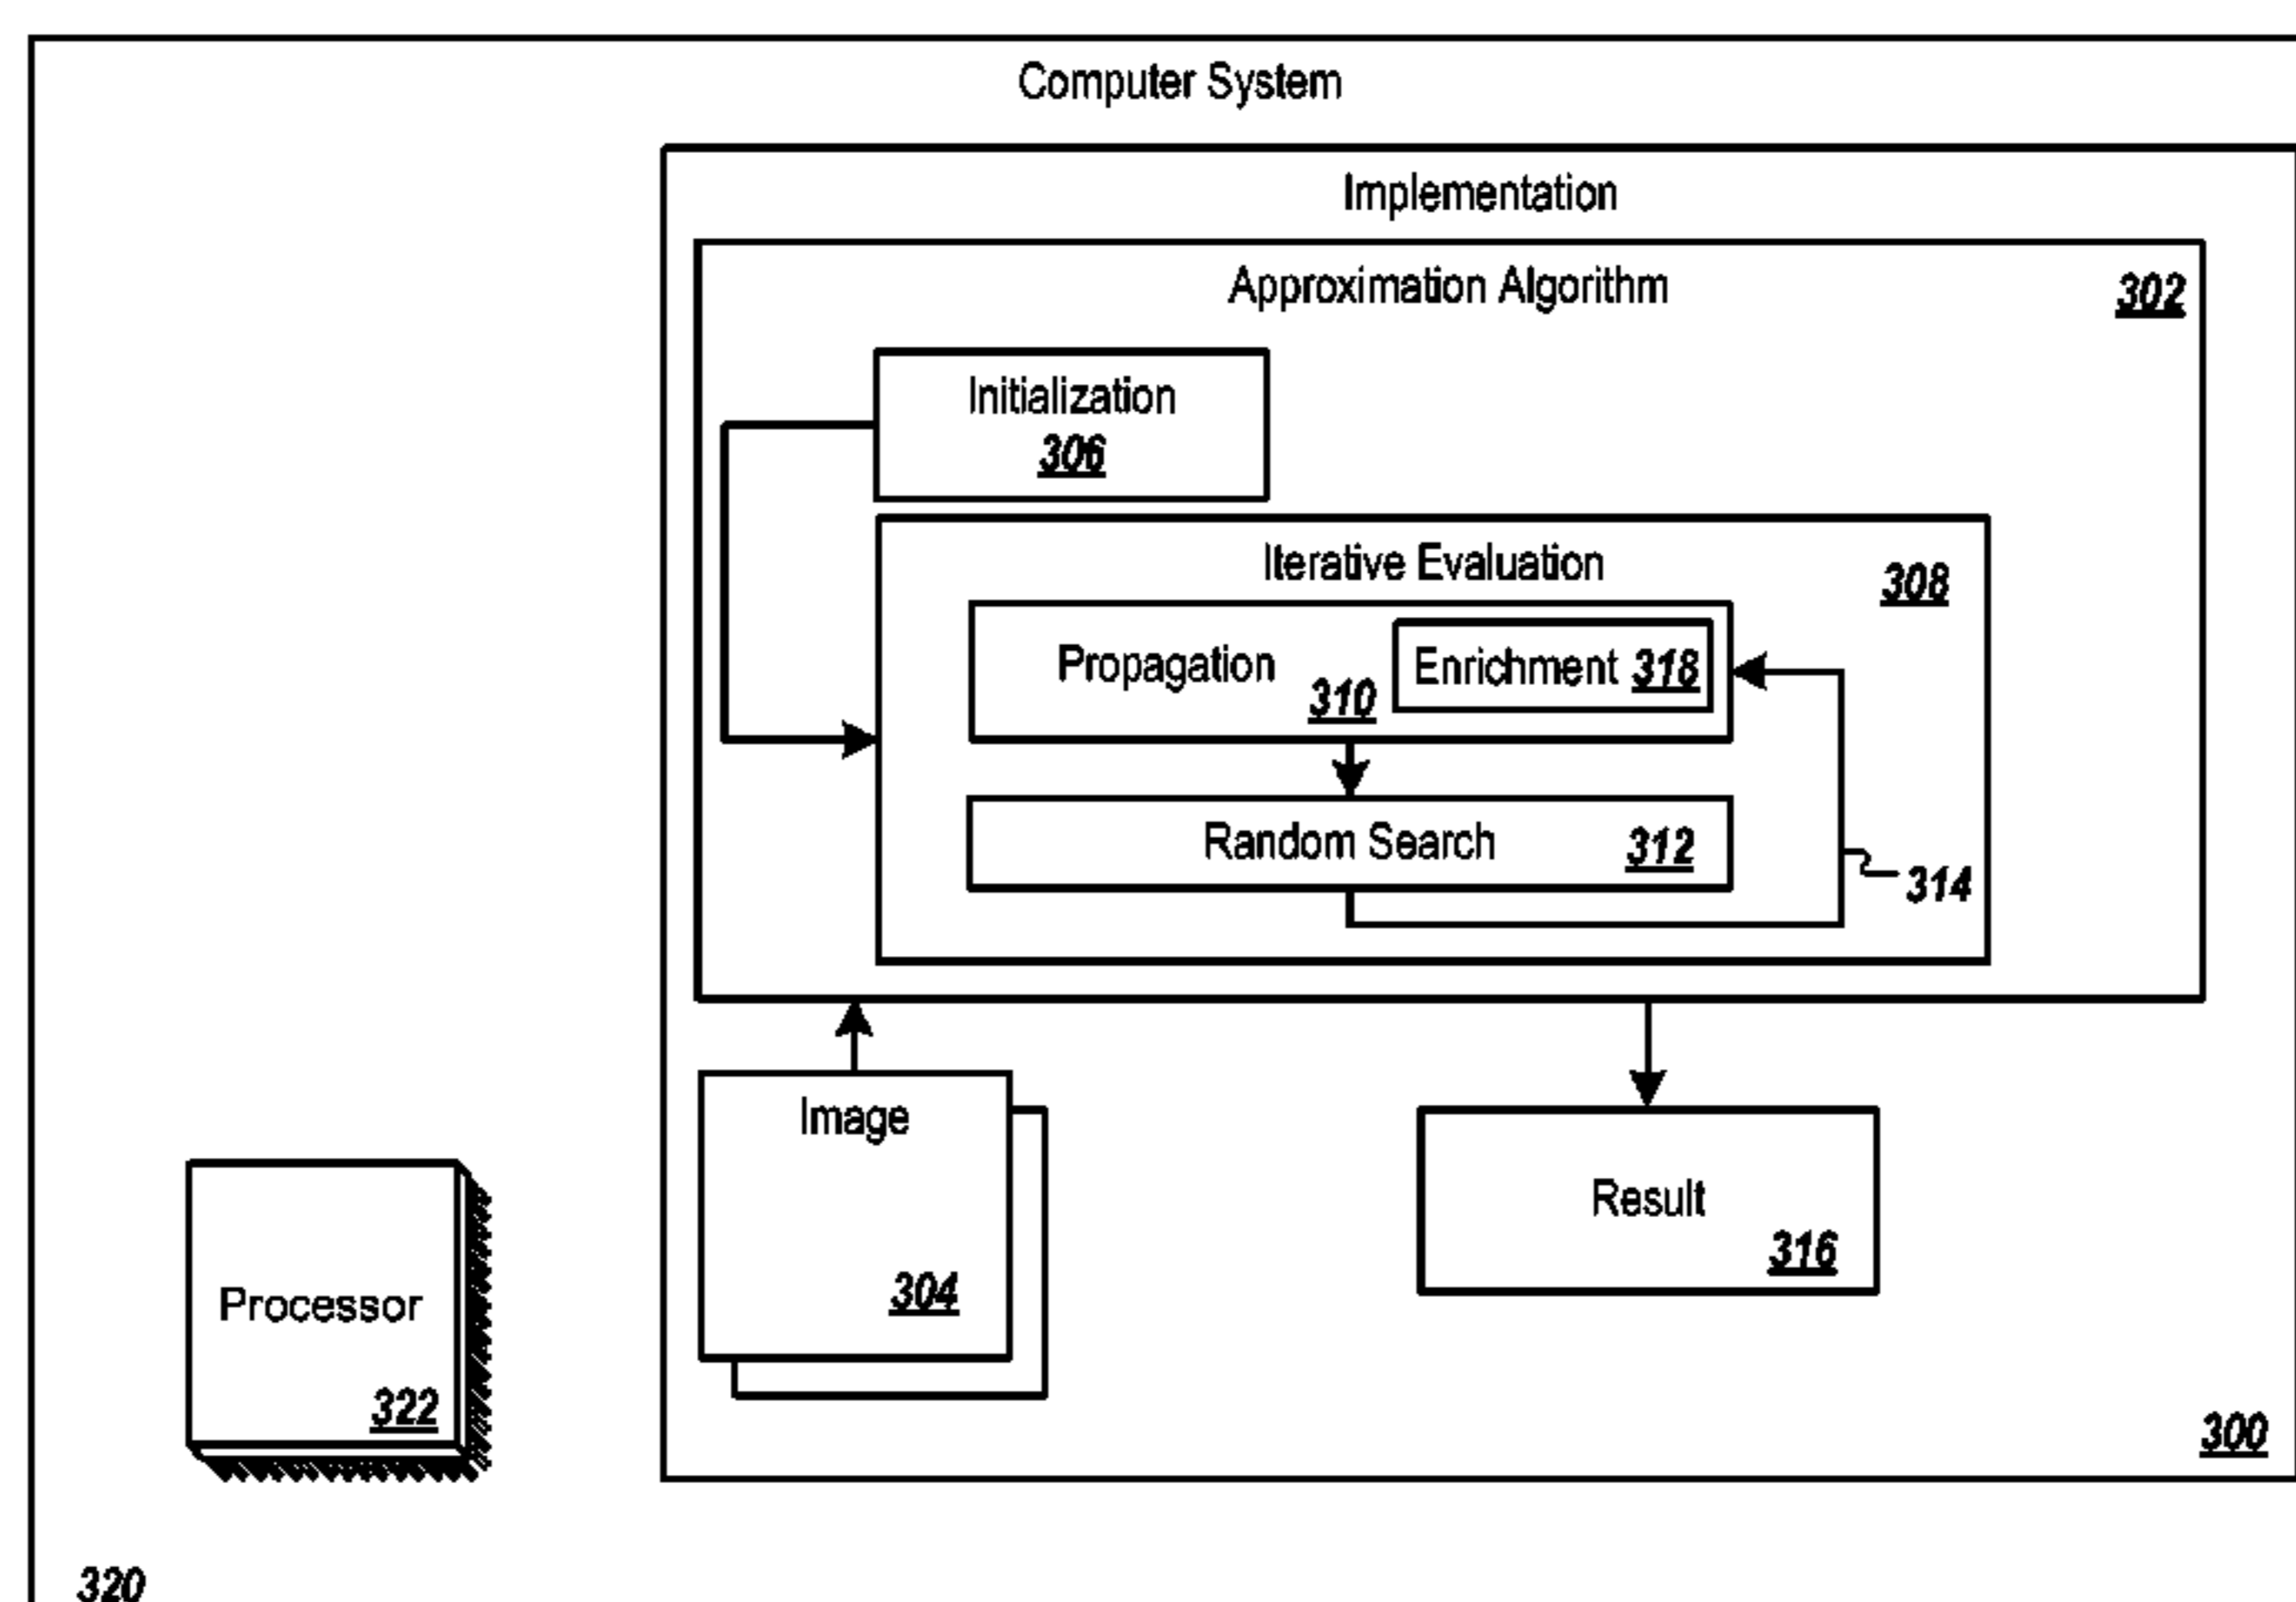 Computer System
Implementation
Approximation Algorithm
302
Initialization
306
Iterative Evaluation
308
Propagation
310
Enrichment 318
Random Search 312
314
Image
304
Result
316
Processor
322
300
320